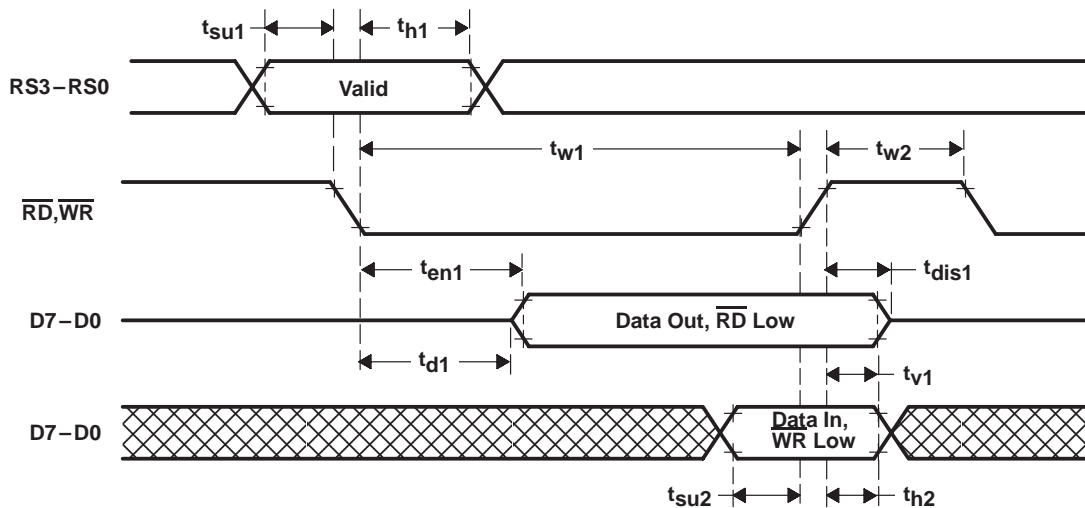 tsu1
th1
RS3–RS0
Valid
tw1
tw2
RD,WR
ten1
tdis1
D7–D0
Data Out, RD Low
td1
tv1
D7–D0
Data In,
WR Low
tsu2
th2